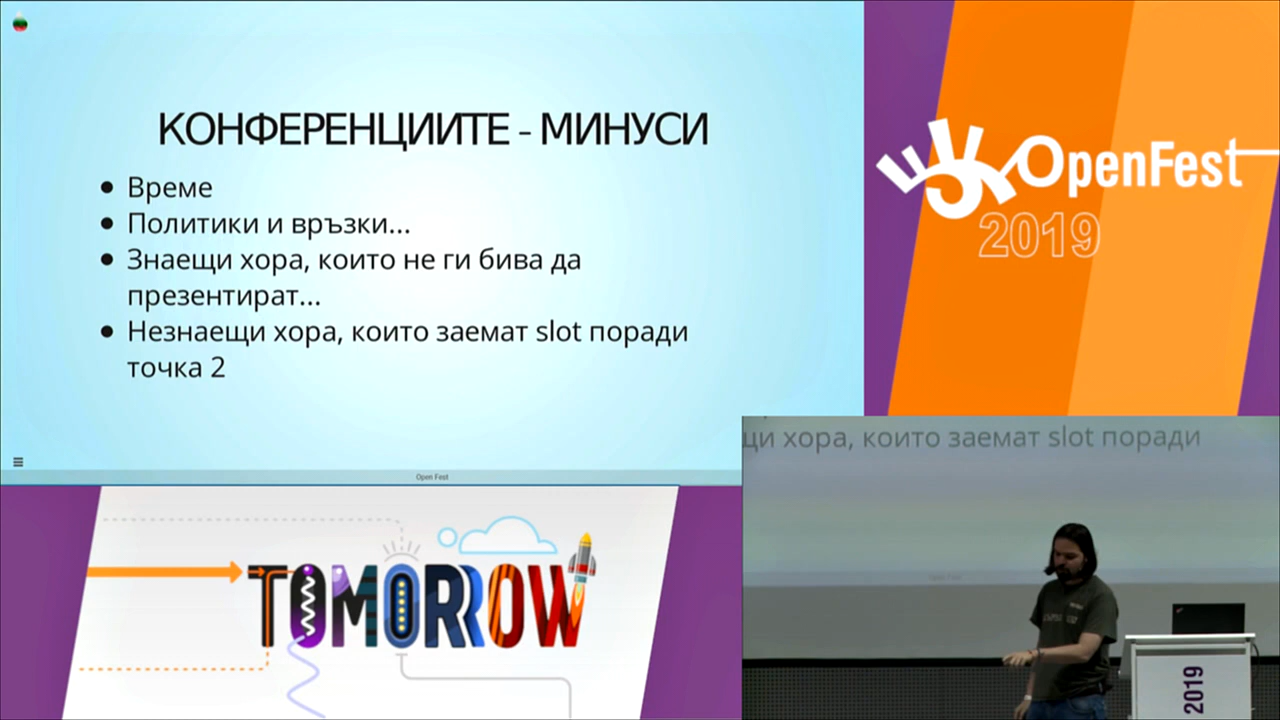 КОНФЕРЕНЦИИТЕ - МИНУСИ
Време
Политики и връзки...
Знаещи хора, които не ги бива да
презентират...
Незнаещи хора, които заемат slot поради
точка 2
Open Fest
OpenFest
2019
TOMORROW
щи хора, които заемат slot поради
2019